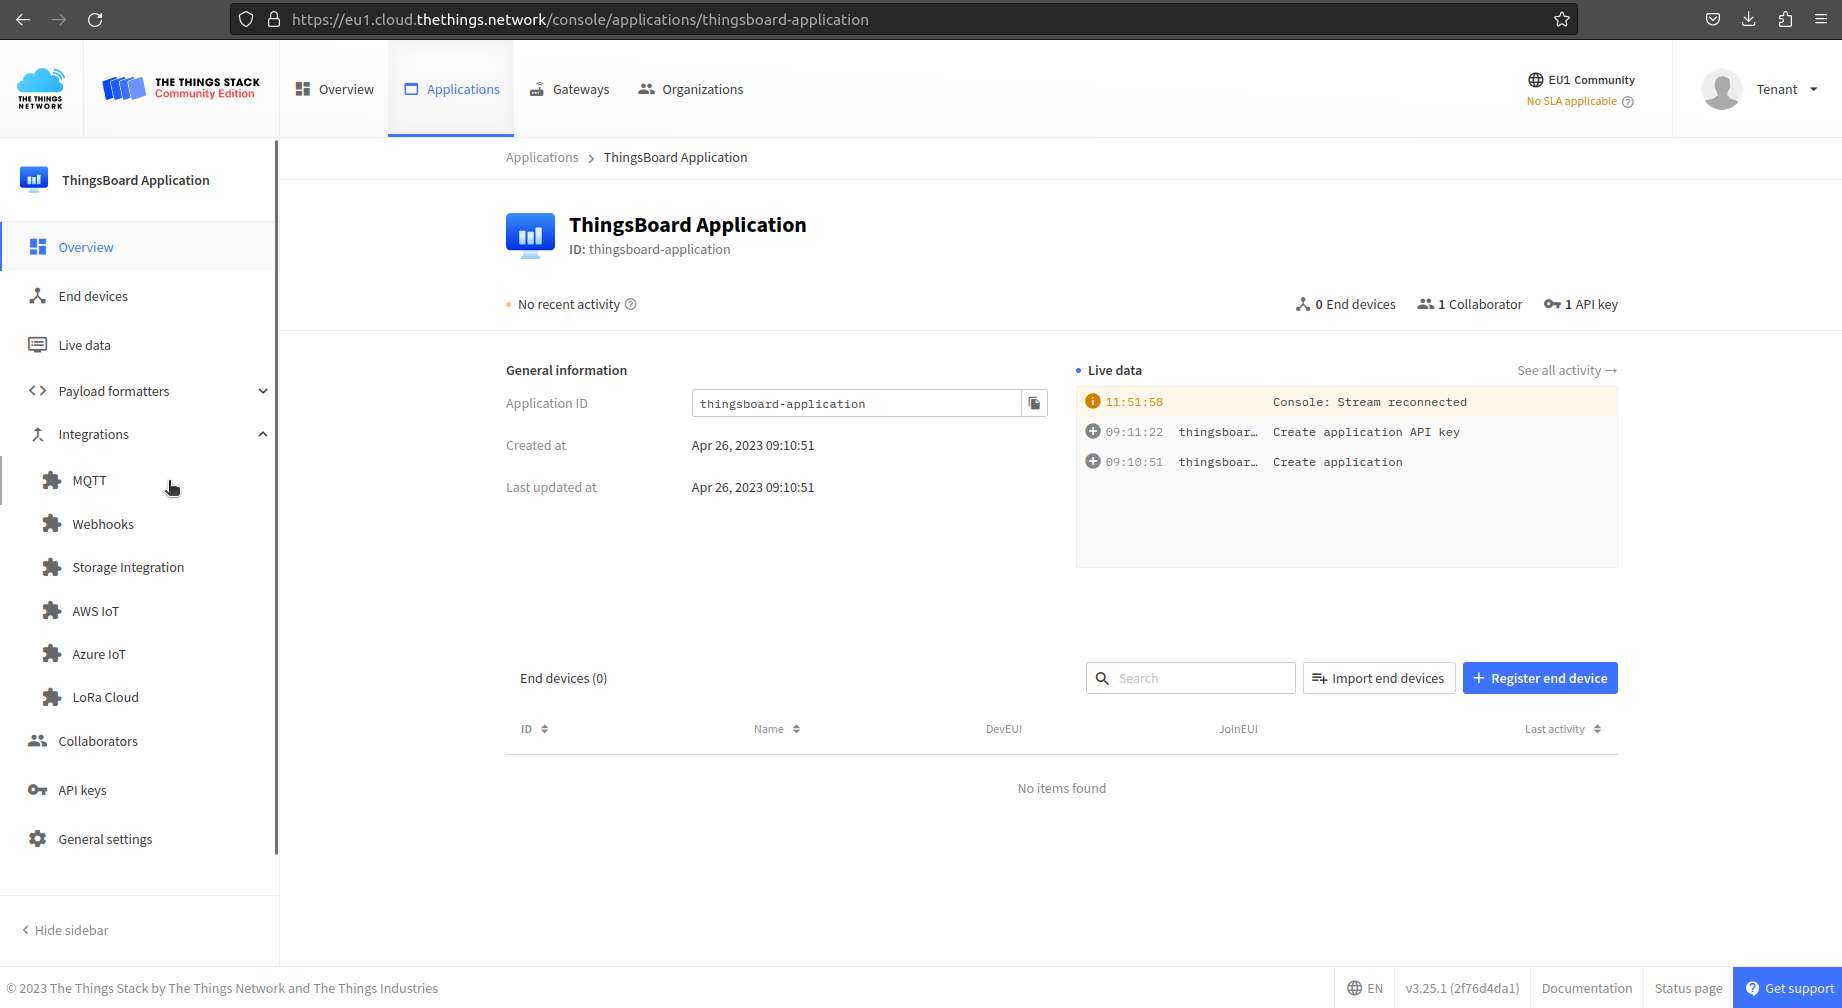 https://eu1.cloud.thethings.network/console/applications/thingsboard-application
THE THINGS NETWORK
THE THINGS STACK
Community Edition
Overview
Applications
Gateways
Organizations
EU1 Community
No SLA applicable
Tenant
ThingsBoard Application
Overview
End devices
Live data
Payload formatters
Integrations
MQTT
Webhooks
Storage Integration
AWS IoT
Azure IoT
LoRa Cloud
Collaborators
API keys
General settings
Hide sidebar
Applications > ThingsBoard Application
ThingsBoard Application
ID: thingsboard-application
No recent activity
0 End devices
1 Collaborator
1 API key
General information
Application ID
thingsboard-application
Created at
Apr 26, 2023 09:10:51
Last updated at
Apr 26, 2023 09:10:51
Live data
See all activity →
11:51:58 Console: Stream reconnected
09:11:22 thingsboar… Create application API key
09:10:51 thingsboar… Create application
End devices (0)
Search
Import end devices
+ Register end device
ID
Name
DevEUI
JoinEUI
Last activity
No items found
© 2023 The Things Stack by The Things Network and The Things Industries
EN
v3.25.1 (2f76d4da1)
Documentation
Status page
Get support